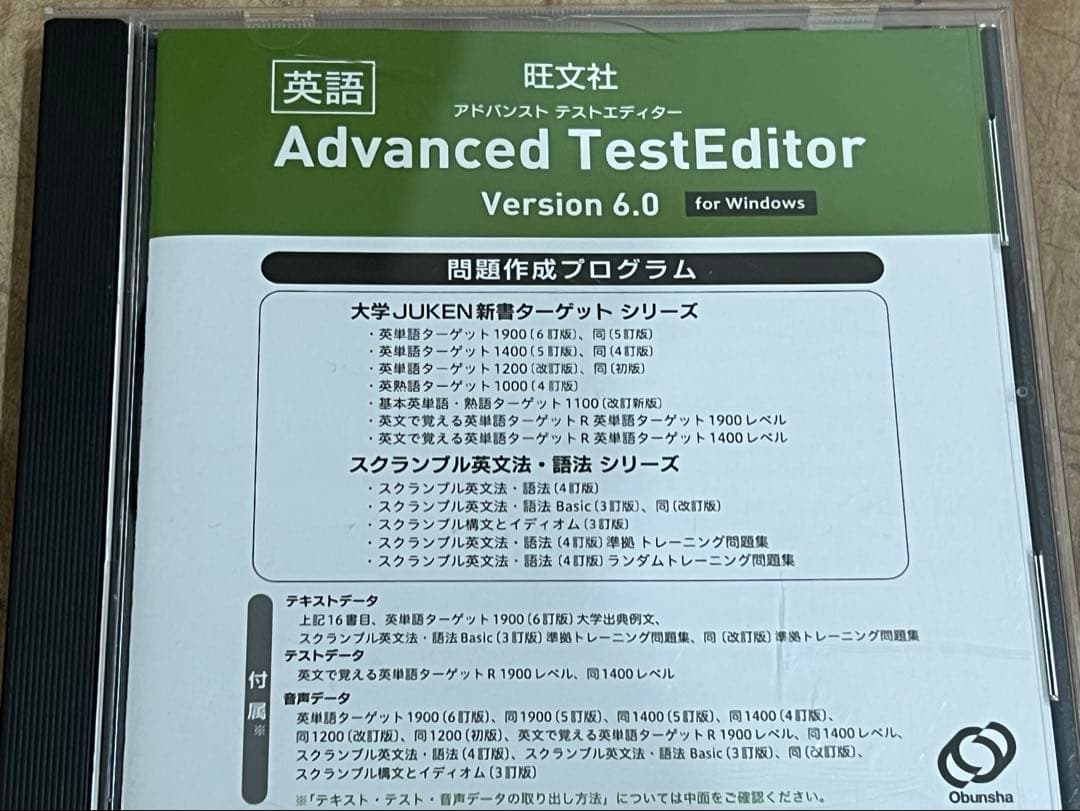 英語
旺文社
アドバンスト テストエディター
Advanced TestEditor
Version 6.0 for Windows
問題作成プログラム
大学JUKEN新書ターゲット シリーズ
・英単語ターゲット1900〔6訂版〕、同〔5訂版〕
・英単語ターゲット1400〔5訂版〕、同〔4訂版〕
・英単語ターゲット1200〔改訂版〕、同〔初版〕
・英熟語ターゲット1000〔4訂版〕
・基本英単語・熟語ターゲット1100〔改訂新版〕
・英文で覚える英単語ターゲットR 英単語ターゲット1900レベル
・英文で覚える英単語ターゲットR 英単語ターゲット1400レベル
スクランブル英文法・語法 シリーズ
・スクランブル英文法・語法〔4訂版〕
・スクランブル英文法・語法 Basic〔3訂版〕、同〔改訂版〕
・スクランブル構文とイディオム〔3訂版〕
・スクランブル英文法・語法〔4訂版〕準拠 トレーニング問題集
・スクランブル英文法・語法〔4訂版〕ランダムトレーニング問題集
付属※
テキストデータ
上記16書目、英単語ターゲット1900〔6訂版〕大学出典例文、
スクランブル英文法・語法Basic〔3訂版〕準拠トレーニング問題集、同〔改訂版〕準拠トレーニング問題集
テストデータ
英文で覚える英単語ターゲットR 1900レベル、同1400レベル
音声データ
英単語ターゲット1900〔6訂版〕、同1900〔5訂版〕、同1400〔5訂版〕、同1400〔4訂版〕、
同1200〔改訂版〕、同1200〔初版〕、英文で覚える英単語ターゲットR 1900レベル、同1400レベル、
スクランブル英文法・語法〔4訂版〕、スクランブル英文法・語法 Basic〔3訂版〕、同〔改訂版〕、
スクランブル構文とイディオム〔3訂版〕
※「テキスト・テスト・音声データの取り出し方法」については中面をご確認ください。
Obunsha